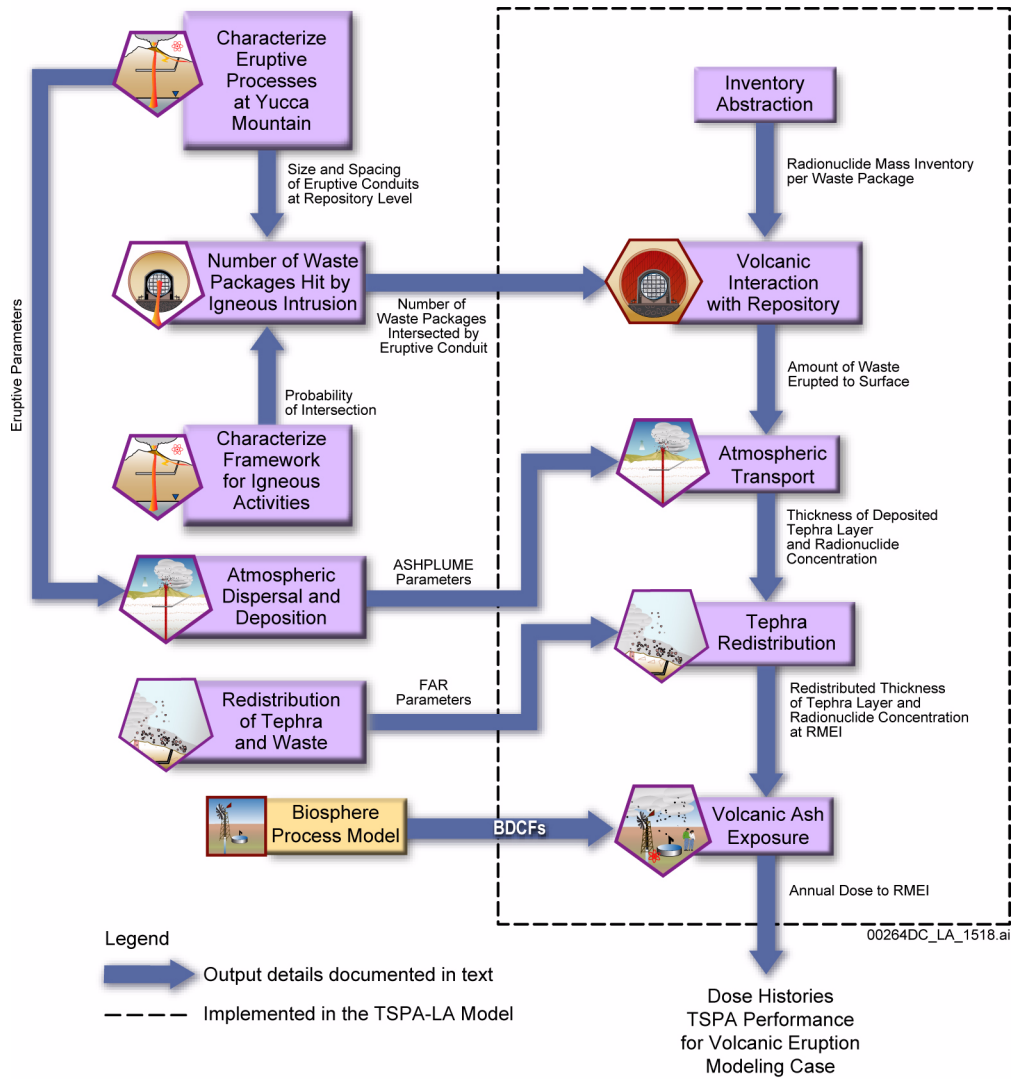 Characterize
Eruptive
Processes
at Yucca
Mountain
Inventory
Abstraction
Size and Spacing
of Eruptive Conduits
at Repository Level
Radionuclide Mass Inventory
per Waste Package
Number of Waste
Packages Hit by
Igneous Intrusion
Volcanic
Interaction
with Repository
Number of
Waste Packages
Intersected by
Eruptive Conduit
Eruptive Parameters
Amount of Waste
Erupted to Surface
Probability
of Intersection
Characterize
Framework
for Igneous
Activities
Atmospheric
Transport
Thickness of Deposited
Tephra Layer
and Radionuclide
Concentration
Atmospheric
Dispersal and
Deposition
ASHPLUME
Parameters
Tephra
Redistribution
Redistribution
of Tephra
and Waste
FAR
Parameters
Redistributed Thickness
of Tephra Layer and
Radionuclide Concentration
at RMEI
Biosphere
Process Model
BDCFs
Volcanic Ash
Exposure
Annual Dose to RMEI
00264DC_LA_1518.ai
Legend
Output details documented in text
Implemented in the TSPA-LA Model
Dose Histories
TSPA Performance
for Volcanic Eruption
Modeling Case